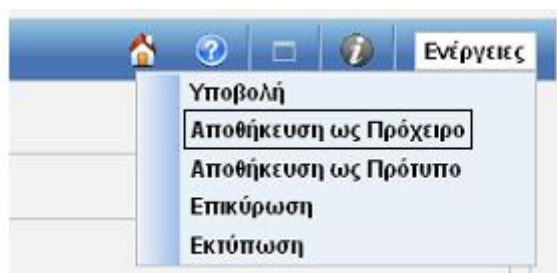 Ενέργειες
Υποβολή
Αποθήκευση ως Πρόχειρο
Αποθήκευση ως Πρότυπο
Επικύρωση
Εκτύπωση